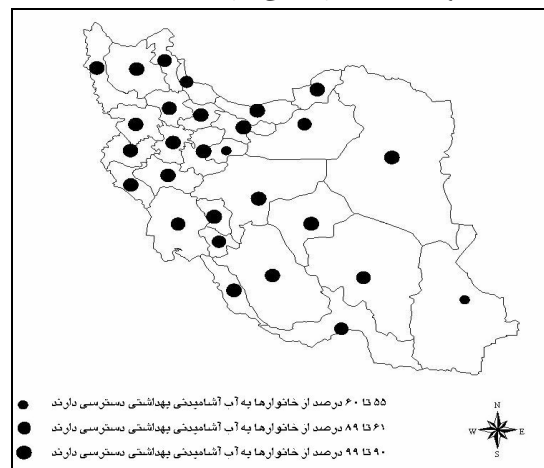 ۵۵ تا ۶۰ درصد از خانوارها به آب آشامیدنی بهداشتی دسترسی دارند
۶۱ تا ۸۹ درصد از خانوارها به آب آشامیدنی بهداشتی دسترسی دارند
۹۰ تا ۹۹ درصد از خانوارها به آب آشامیدنی بهداشتی دسترسی دارند
N
W E
S